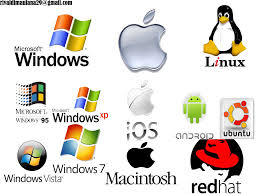 rivaldimaulana29@gmail.com
Microsoft
Windows
Linux
Microsoft
Windows 95
Windows xp
iOS
android
ubuntu
Windows Vista
Windows 7
Macintosh
redhat